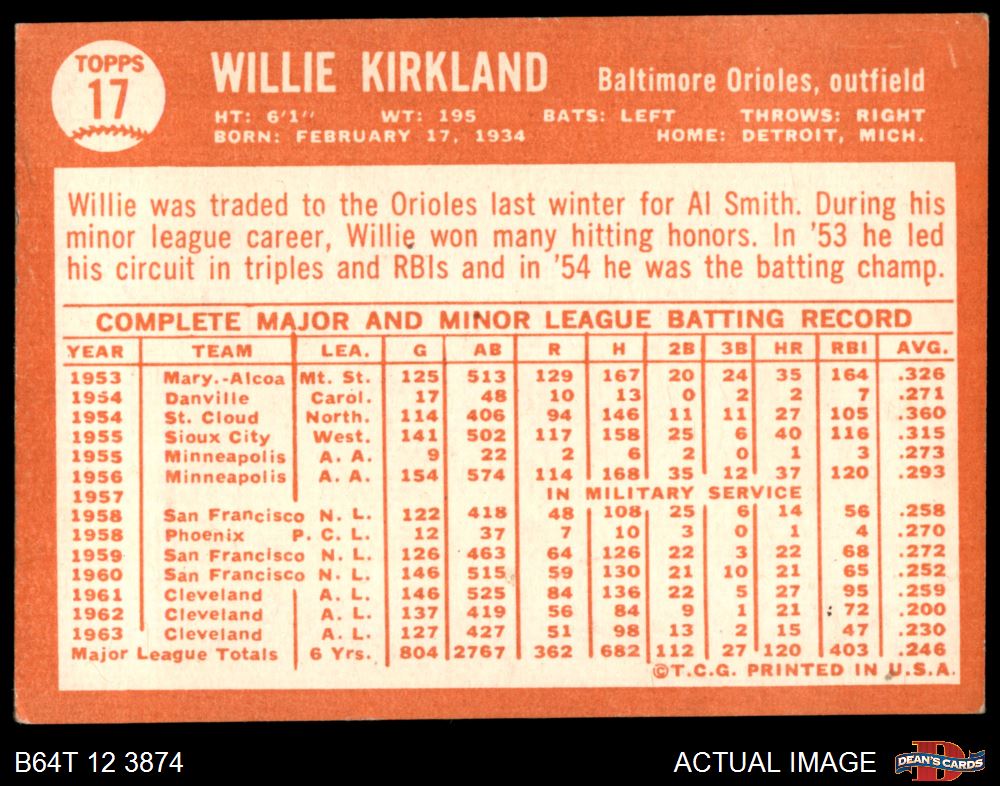 TOPPS
17
WILLIE KIRKLAND Baltimore Orioles, outfield
HT: 6'1" WT: 195 BATS: LEFT THROWS: RIGHT
BORN: FEBRUARY 17, 1934 HOME: DETROIT, MICH.
Willie was traded to the Orioles last winter for Al Smith. During his
minor league career, Willie won many hitting honors. In '53 he led
his circuit in triples and RBIs and in '54 he was the batting champ.
COMPLETE MAJOR AND MINOR LEAGUE BATTING RECORD
YEAR TEAM LEA. G AB R H 2B 3B HR RBI AVG.
1953 Mary.-Alcoa Mt. St. 125 513 129 167 20 24 35 164 .326
1954 Danville Carol. 17 48 10 13 0 2 2 7 .271
1954 St. Cloud North. 114 406 94 146 11 11 27 105 .360
1955 Sioux City West. 141 502 117 158 25 6 40 116 .315
1955 Minneapolis A. A. 9 22 2 6 2 0 1 3 .273
1956 Minneapolis A. A. 154 574 114 168 35 12 37 120 .293
1957 IN MILITARY SERVICE
1958 San Francisco N. L. 122 418 48 108 25 6 14 56 .258
1958 Phoenix P. C. L. 12 37 7 10 3 0 1 4 .270
1959 San Francisco N. L. 126 463 64 126 22 3 22 68 .272
1960 San Francisco N. L. 146 515 59 130 21 10 21 65 .252
1961 Cleveland A. L. 146 525 84 136 22 5 27 95 .259
1962 Cleveland A. L. 137 419 56 84 9 1 21 72 .200
1963 Cleveland A. L. 127 427 51 98 13 2 15 47 .230
Major League Totals 6 Yrs. 804 2767 362 682 112 27 120 403 .246
©T.C.G. PRINTED IN U.S.A.
B64T 12 3874 ACTUAL IMAGE
D
DEAN'S CARDS